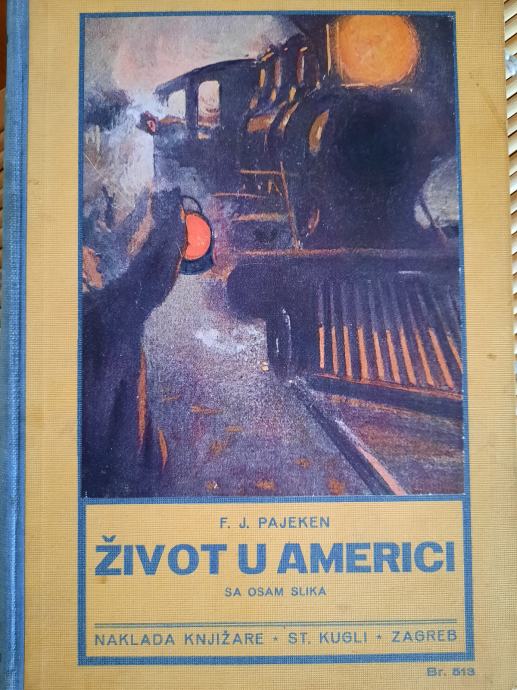 F. J. PAJEKEN
ŽIVOT U AMERICI
SA OSAM SLIKA
NAKLADA KNJIŽARE * ST. KUGLI * ZAGREB
Br. 513